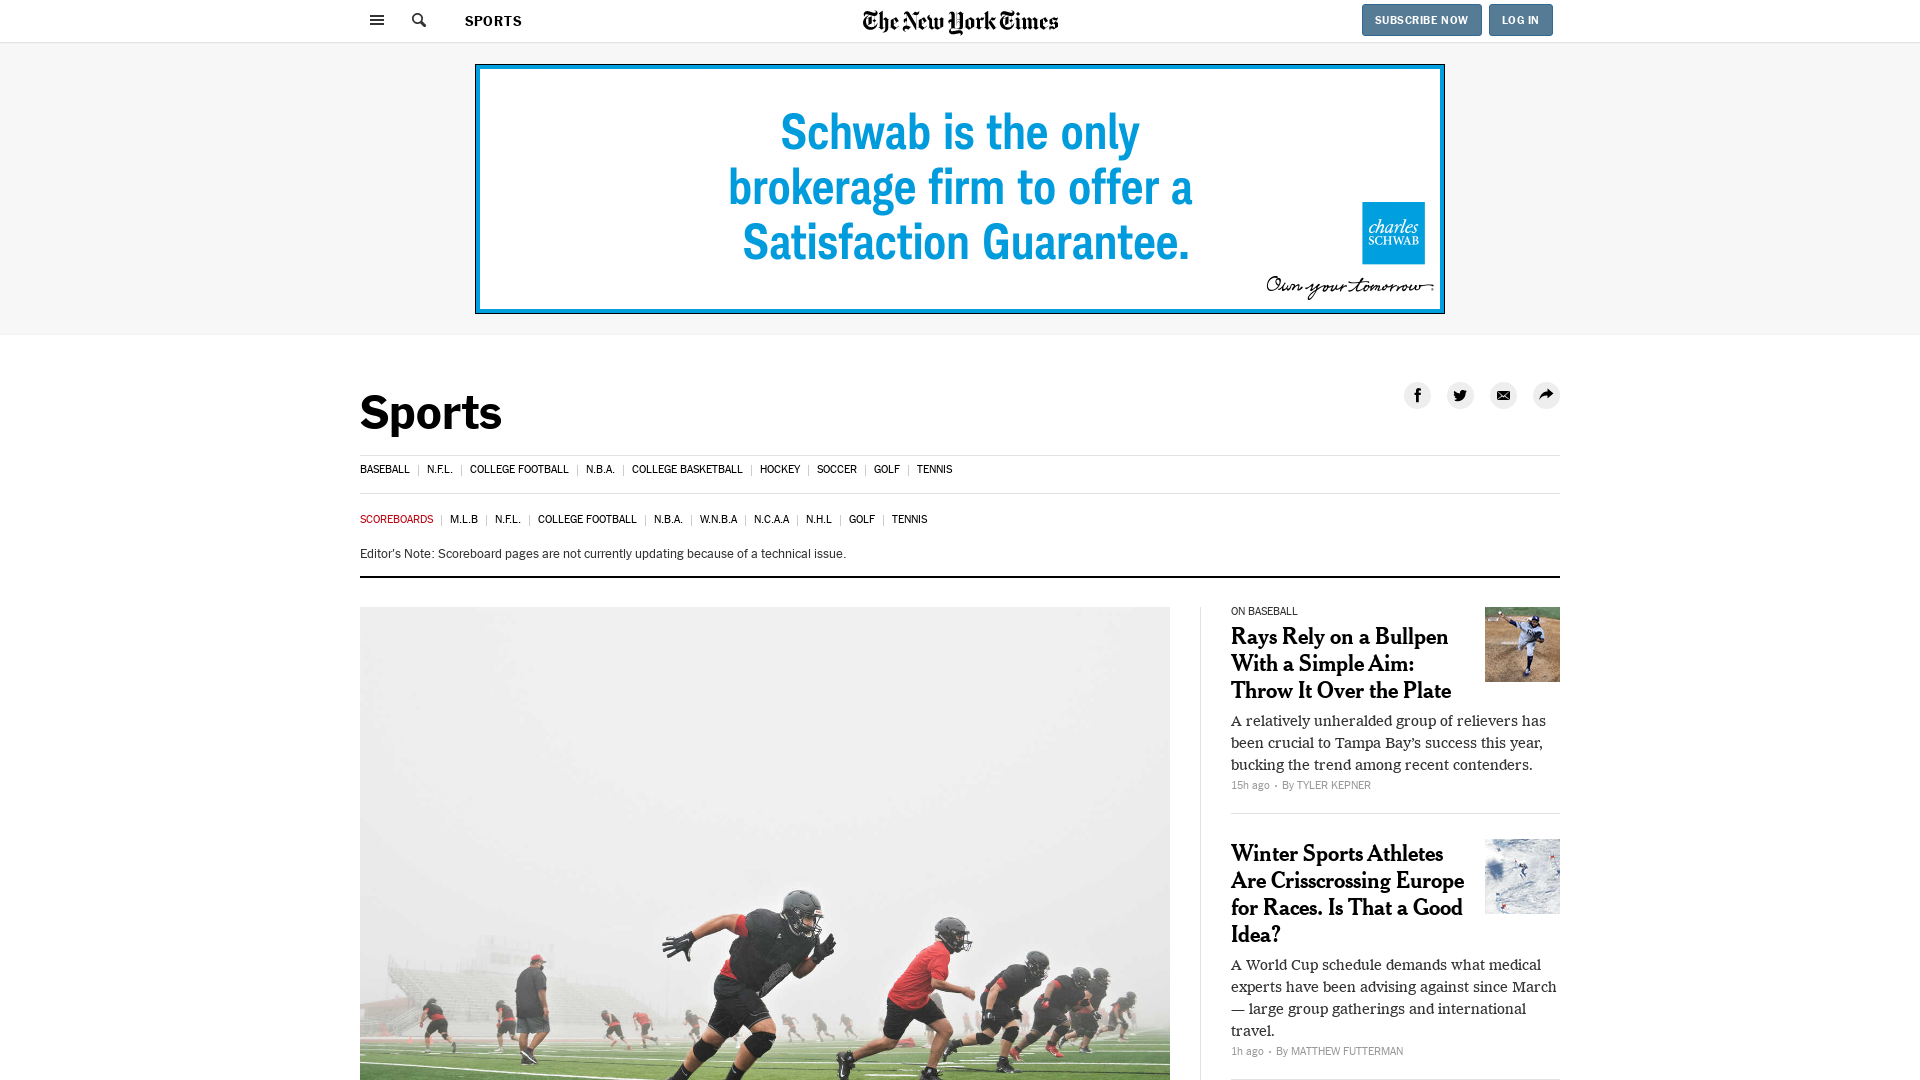 SPORTS
The New York Times
SUBSCRIBE NOW
LOG IN
Schwab is the only
brokerage firm to offer a
Satisfaction Guarantee.
charles
SCHWAB
Own your tomorrow.
Sports
BASEBALL N.F.L. COLLEGE FOOTBALL N.B.A. COLLEGE BASKETBALL HOCKEY SOCCER GOLF TENNIS
SCOREBOARDS M.L.B N.F.L. COLLEGE FOOTBALL N.B.A. W.N.B.A N.C.A.A N.H.L GOLF TENNIS
Editor's Note: Scoreboard pages are not currently updating because of a technical issue.
ON BASEBALL
Rays Rely on a Bullpen
With a Simple Aim:
Throw It Over the Plate
A relatively unheralded group of relievers has
been crucial to Tampa Bay’s success this year,
bucking the trend among recent contenders.
15h ago • By TYLER KEPNER
Winter Sports Athletes
Are Crisscrossing Europe
for Races. Is That a Good
Idea?
A World Cup schedule demands what medical
experts have been advising against since March
— large group gatherings and international
travel.
1h ago • By MATTHEW FUTTERMAN